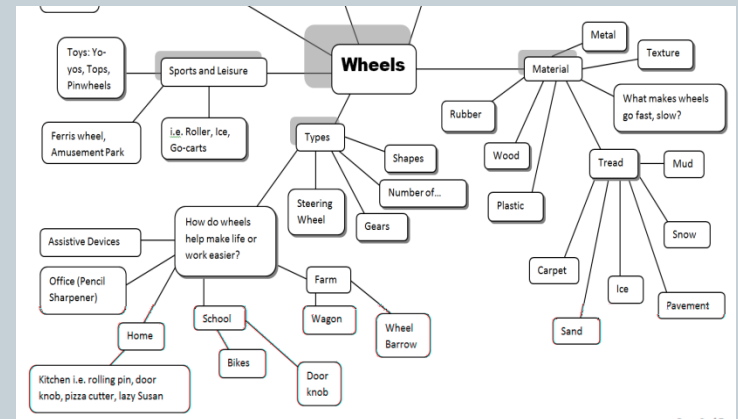 Wheels
Toys: Yo-
yos, Tops,
Pinwheels
Sports and Leisure
Ferris wheel,
Amusement Park
i.e. Roller, Ice,
Go-carts
Material
Metal
Texture
What makes wheels
go fast, slow?
Rubber
Wood
Plastic
Tread
Mud
Snow
Pavement
Ice
Sand
Carpet
Types
Shapes
Number of...
Gears
Steering
Wheel
How do wheels
help make life or
work easier?
Assistive Devices
Office (Pencil
Sharpener)
Home
Kitchen i.e. rolling pin, door
knob, pizza cutter, lazy Susan
School
Bikes
Door
knob
Farm
Wagon
Wheel
Barrow